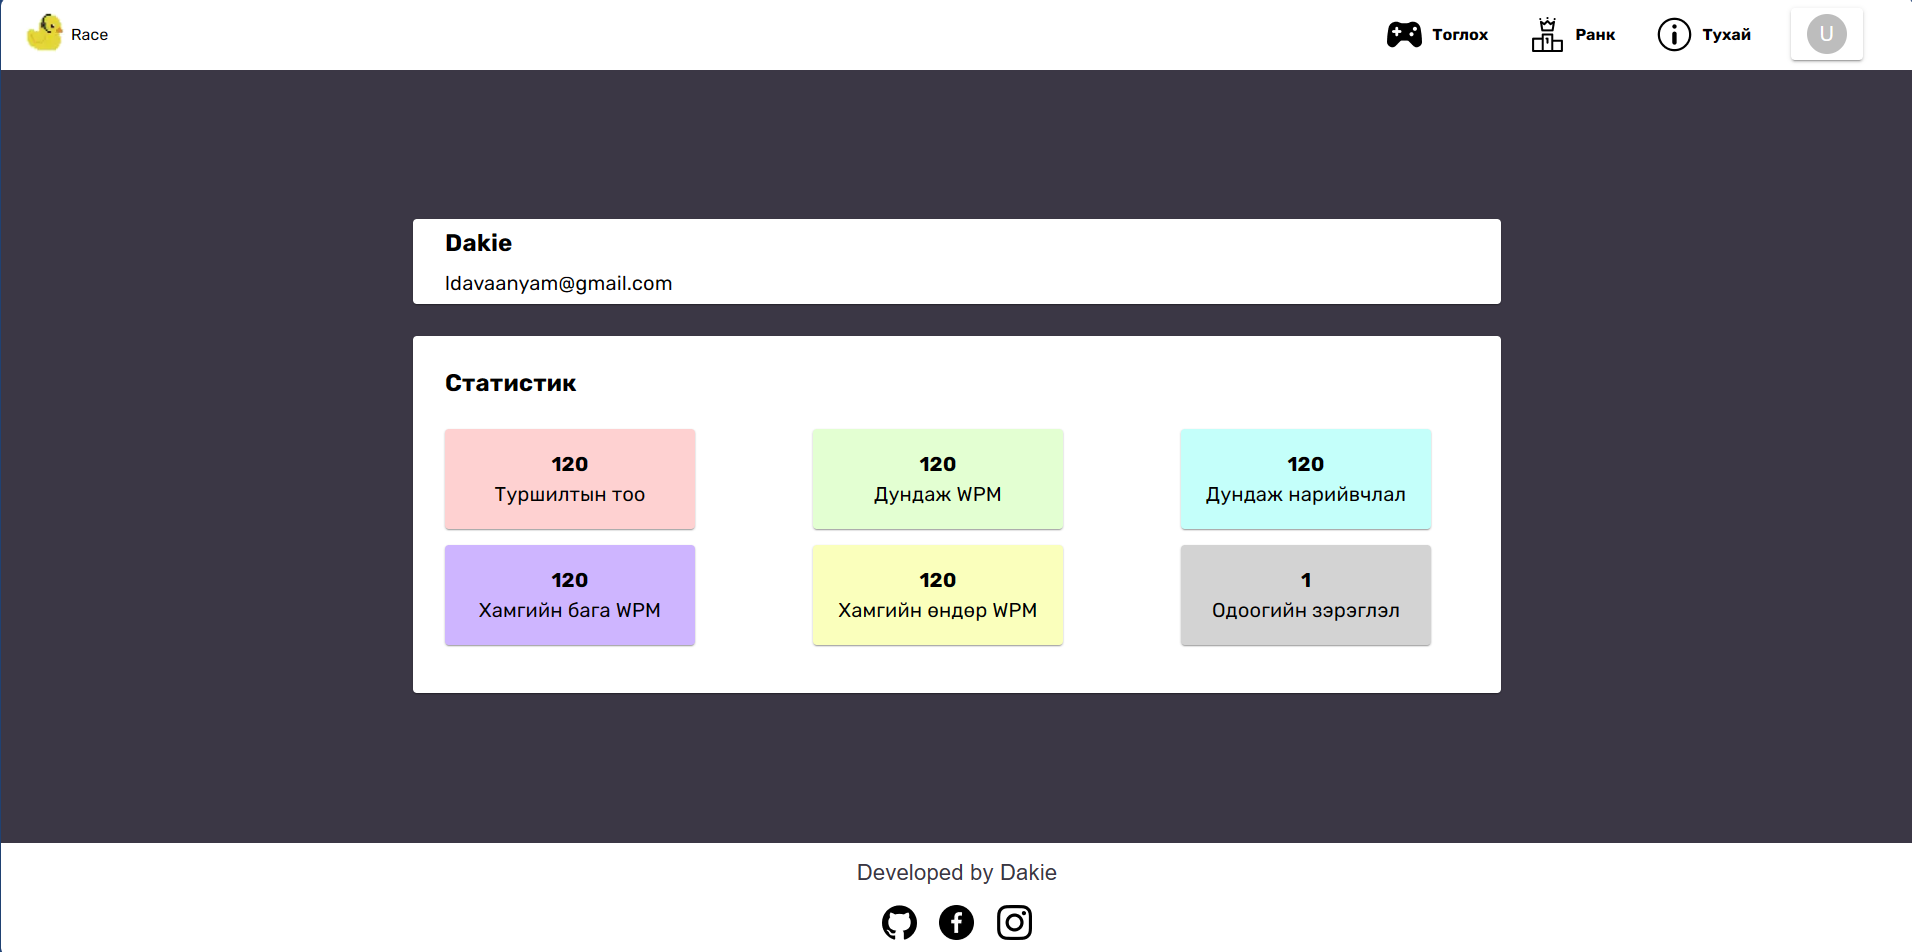 Race
Тоглох
Ранк
Тухай
U
Dakie
ldavaanyam@gmail.com
Статистик
120
Туршилтын тоо
120
Дундаж WPM
120
Дундаж нарийвчлал
120
Хамгийн бага WPM
120
Хамгийн өндөр WPM
1
Одоогийн зэрэглэл
Developed by Dakie